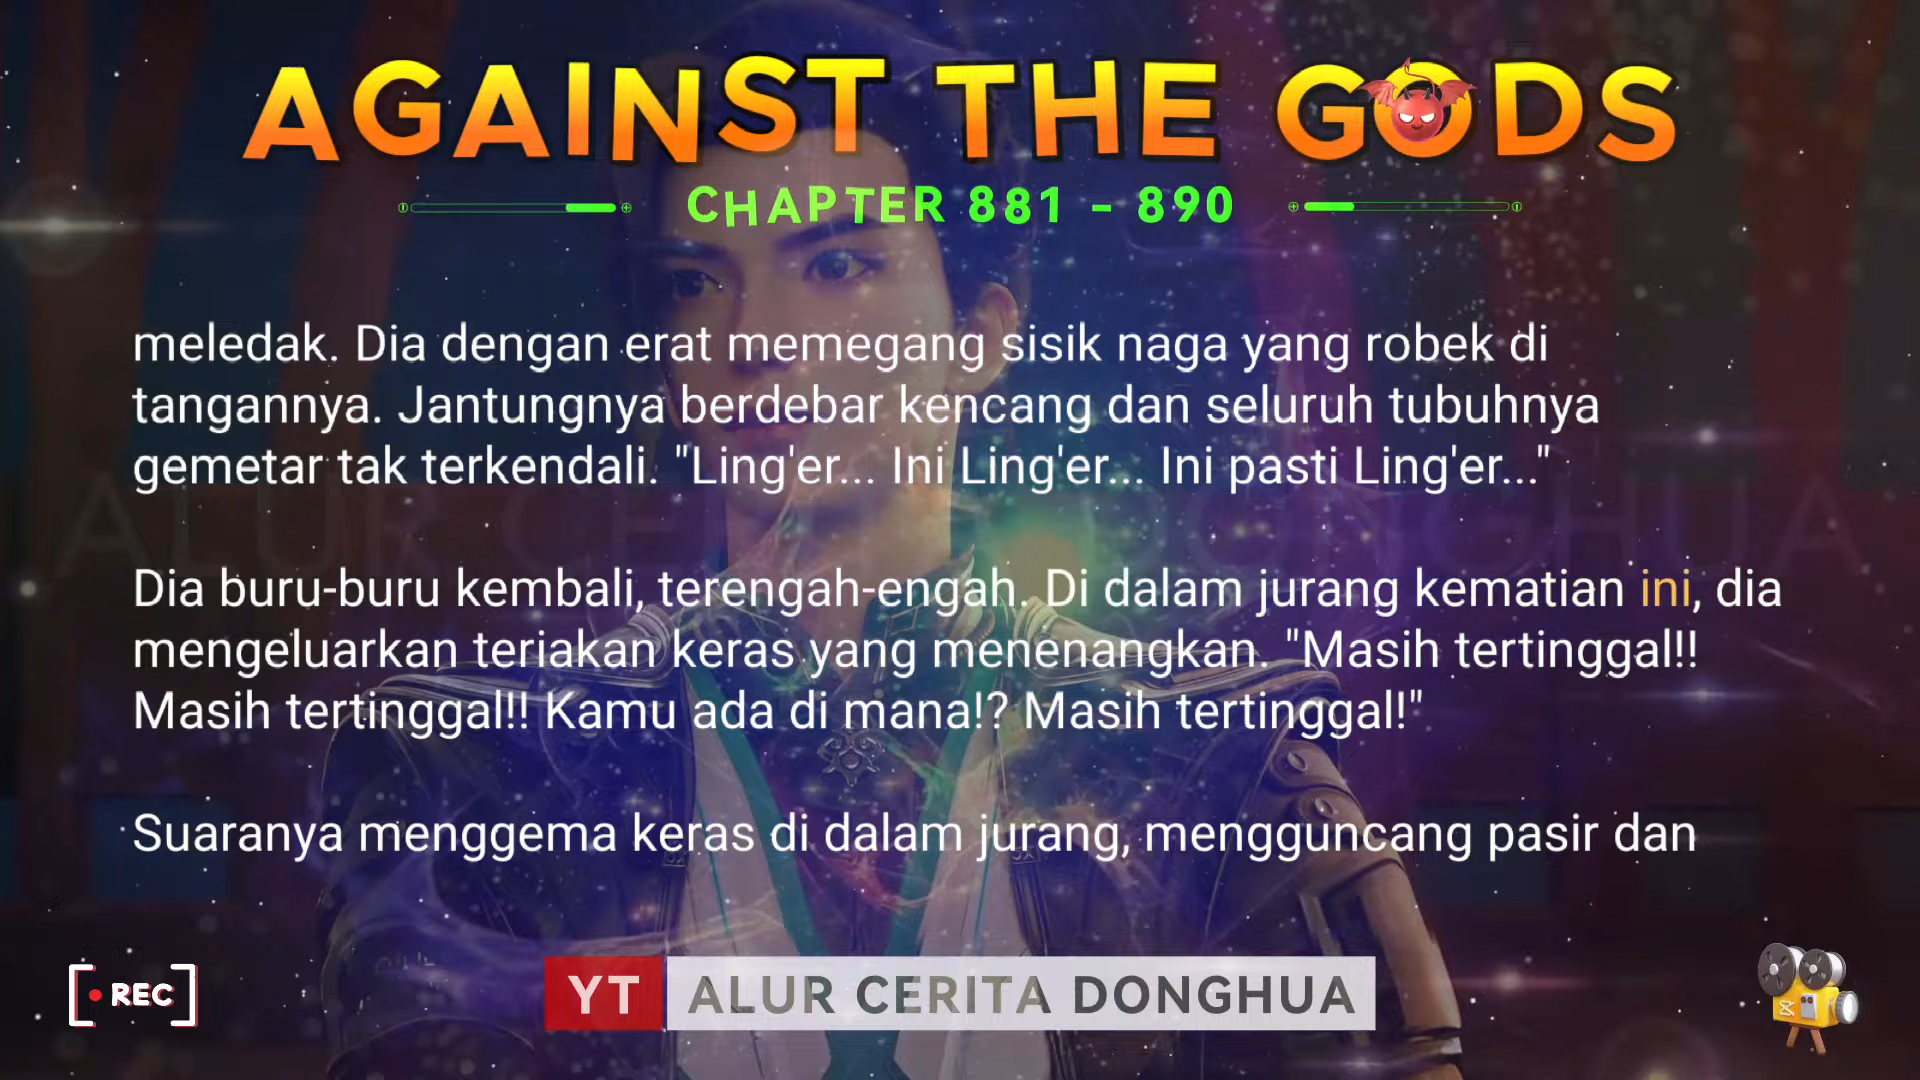 AGAINST THE GODS
CHAPTER 881 - 890
meledak. Dia dengan erat memegang sisik naga yang robek di
tangannya. Jantungnya berdebar kencang dan seluruh tubuhnya
gemetar tak terkendali. "Ling'er... Ini Ling'er... Ini pasti Ling'er..."
Dia buru-buru kembali, terengah-engah. Di dalam jurang kematian ini, dia
mengeluarkan teriakan keras yang menenangkan. "Masih tertinggal!!
Masih tertinggal!! Kamu ada di mana!? Masih tertinggal!"
Suaranya menggema keras di dalam jurang, mengguncang pasir dan
ALUR CERITA DONGHUA
REC
YT ALUR CERITA DONGHUA